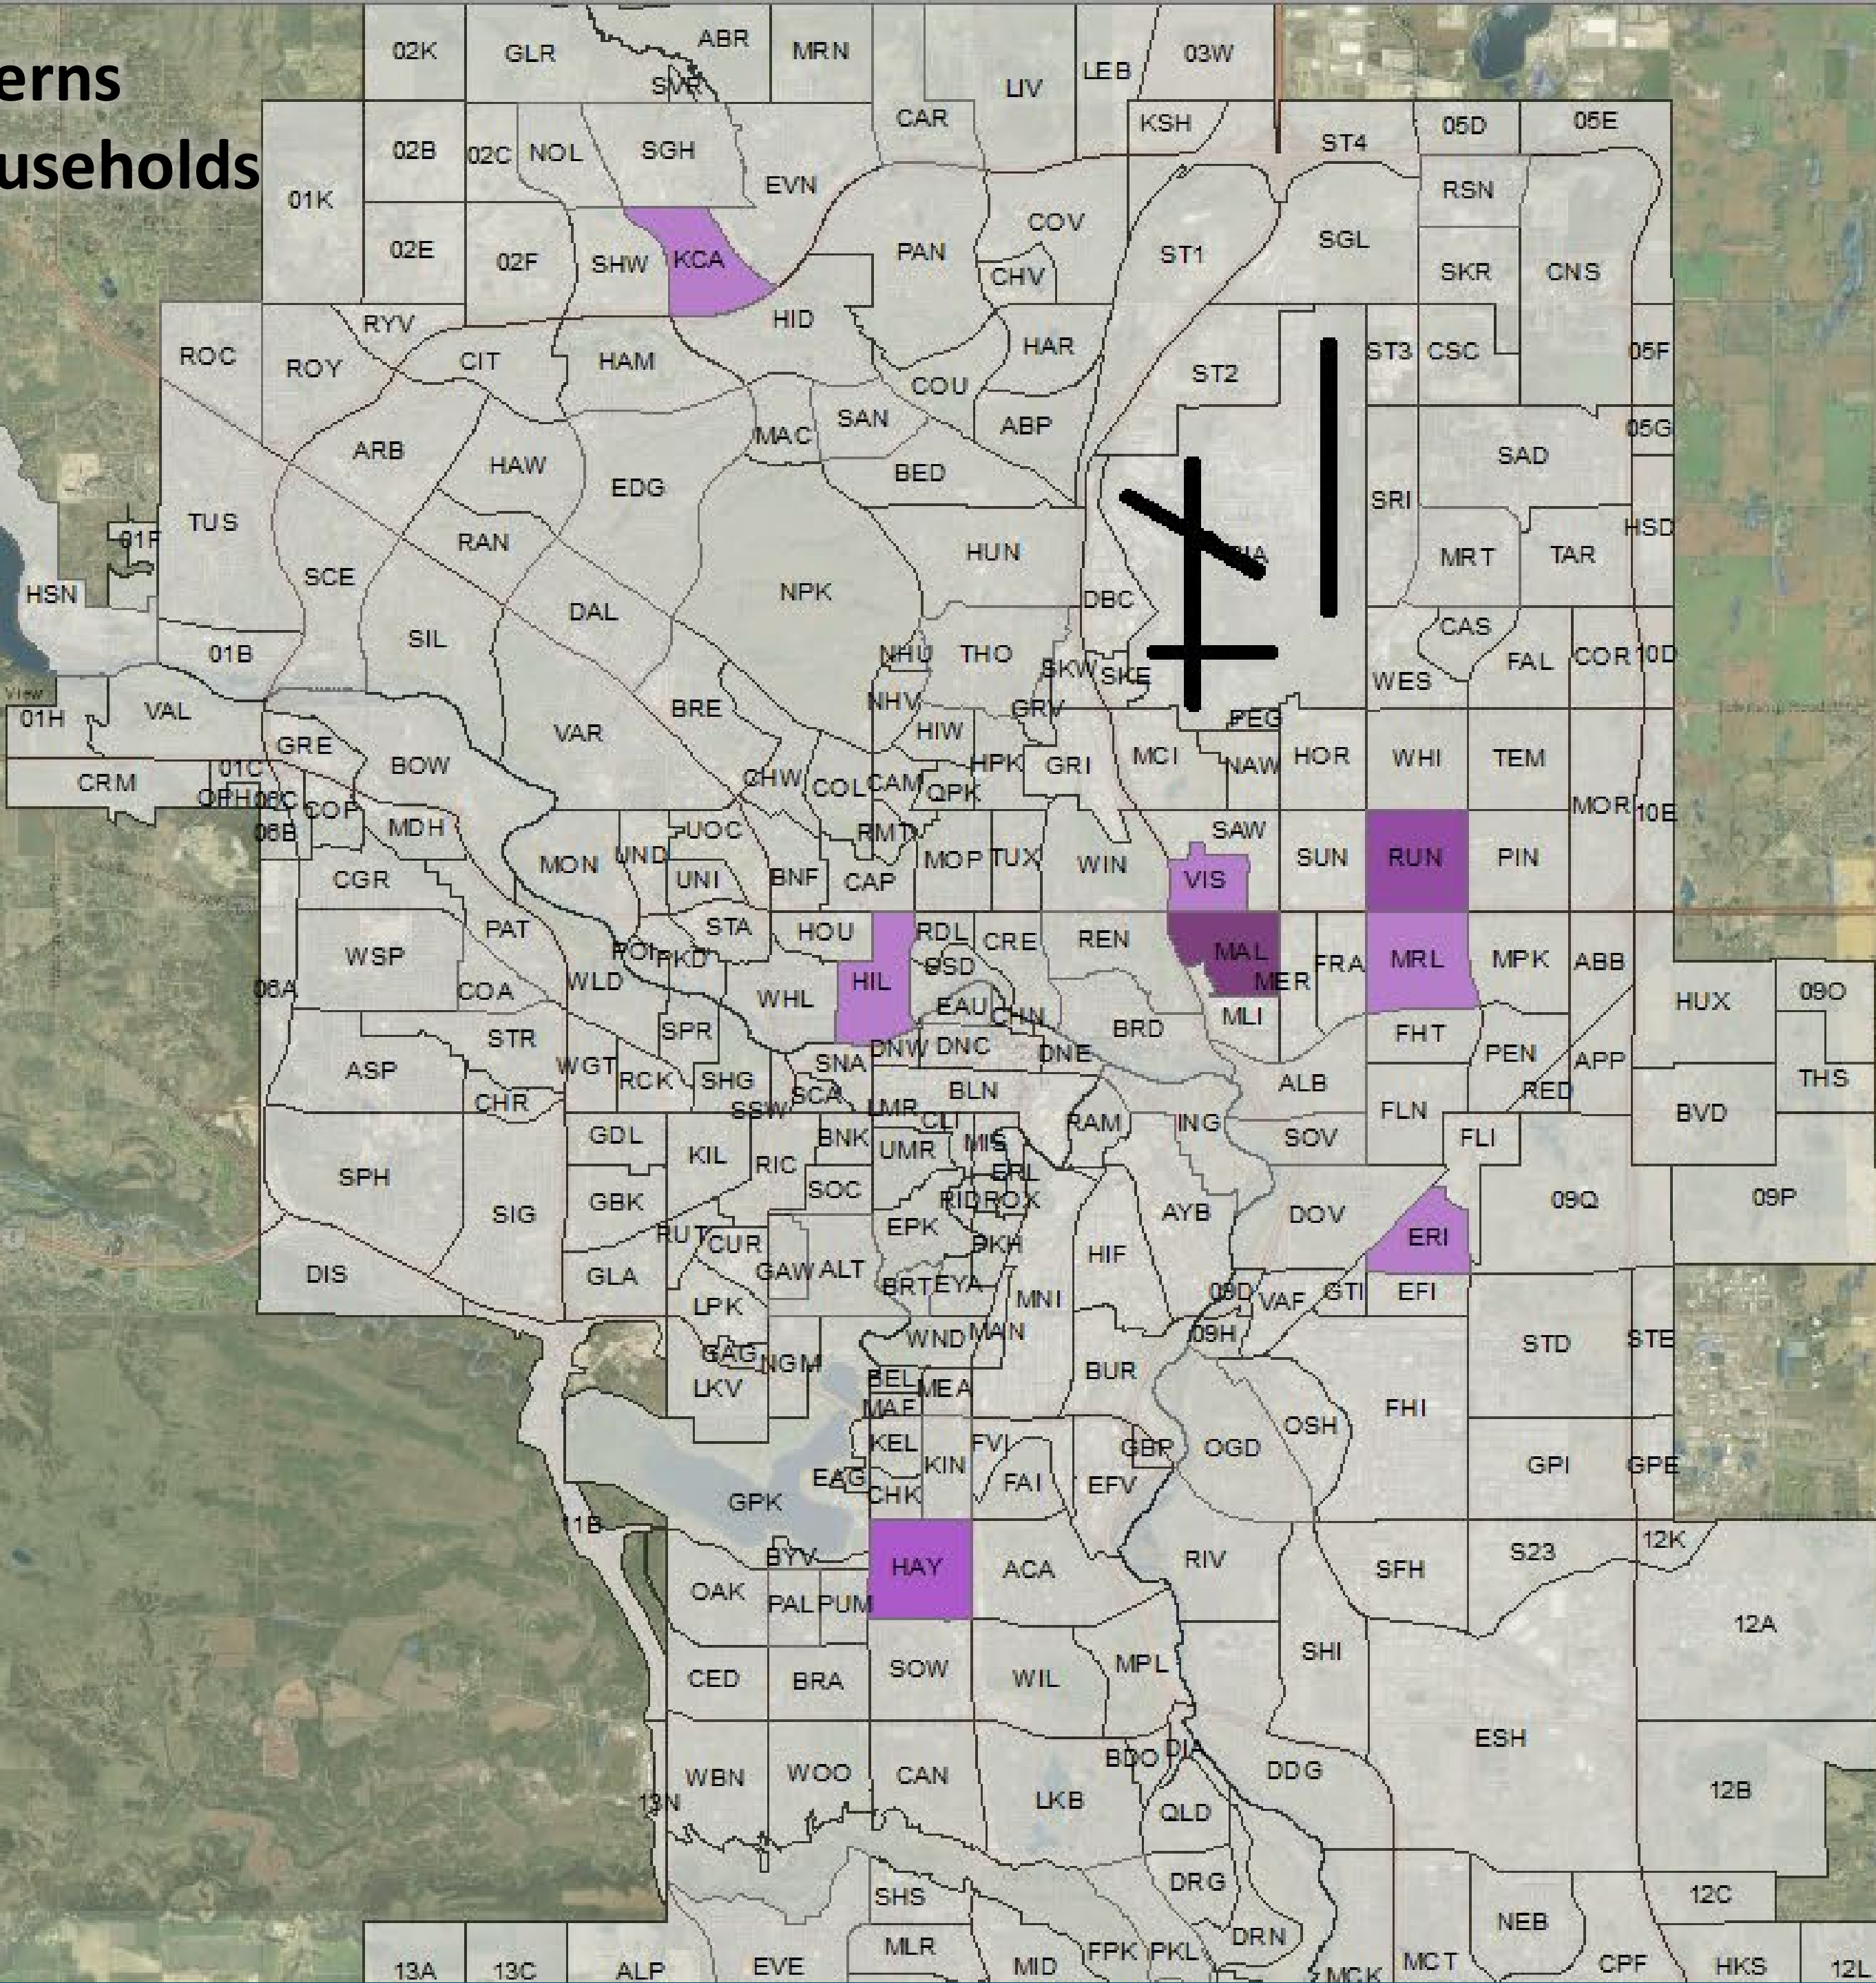 erns
useholds
02K GLR ABR MRN LIV LEB 03W
SVR
CAR KSH ST4 05D 05E
02B 02C NOL SGH EVN RSN
01K
02E 02F SHW KCA PAN COV ST1 SGL SKR CNS
CHV
RYV HID
ROC ROY CIT HAM HAR ST2 ST3 CSC 05F
COU
ARB MAC SAN ABP 05G
HAW EDG BED SAD
TUS RAN SRI HSD
01F HUN MRT TAR
HSN SCE NPK DBC
DAL
SIL CAS
01B NHU THO SKW SKE FAL COR 10D
WES
View
01H VAL BRE NHV GRV PEG
VAR HIW
GRE BOW HPK GRI MCI NAW HOR WHI TEM
CRM 01C CHW COL CAM QPK
COP MOR 10E
06B MDH UOC RMT SAW
MON UND MOP TUX WIN SUN RUN PIN
CGR UNI BNF CAP VIS
PAT STA HOU RDL CRE REN
WSP POI PKD MAL FRA MRL MPK ABB
06A COA WLD WHL HIL MER
EAU HUX 09O
STR SPR CHN BRD MLI FHT
ASP WGT SNA DNW DNC DNE PEN APP
RCK SHG THS
CHR SCA BLN ALB RED
SSW LMR CLI RAM ING FLN BVD
GDL KIL RIC BNK UMR MIS SOV FLI
SPH ERL
GBK SOC RID ROX 09Q 09P
SIG EPK AYB DOV
RUT CUR PKH HIF ERI
DIS GLA GAW ALT
BRT EYA 09D VAF GTI EFI
LPK MNI
WND MAN 09H STD STE
GAG NGM BUR
LKV BEL MEA FHI
MAF OSH
KEL FVI GBP OGD
KIN GPI GPE
EAG FAI EFV
GPK CHK
11B
BYV HAY ACA RIV SFH S23 12K
OAK PAL PUM 12A
CED BRA SOW WIL MPL SHI
BDO DIA ESH
WBN WOO CAN DDG
13N LKB QLD 12B
DRG
SHS 12C
DRN NEB
MLR FPK PKL
13A 13C ALP EVE MID MCK MCT CPF HKS 12L